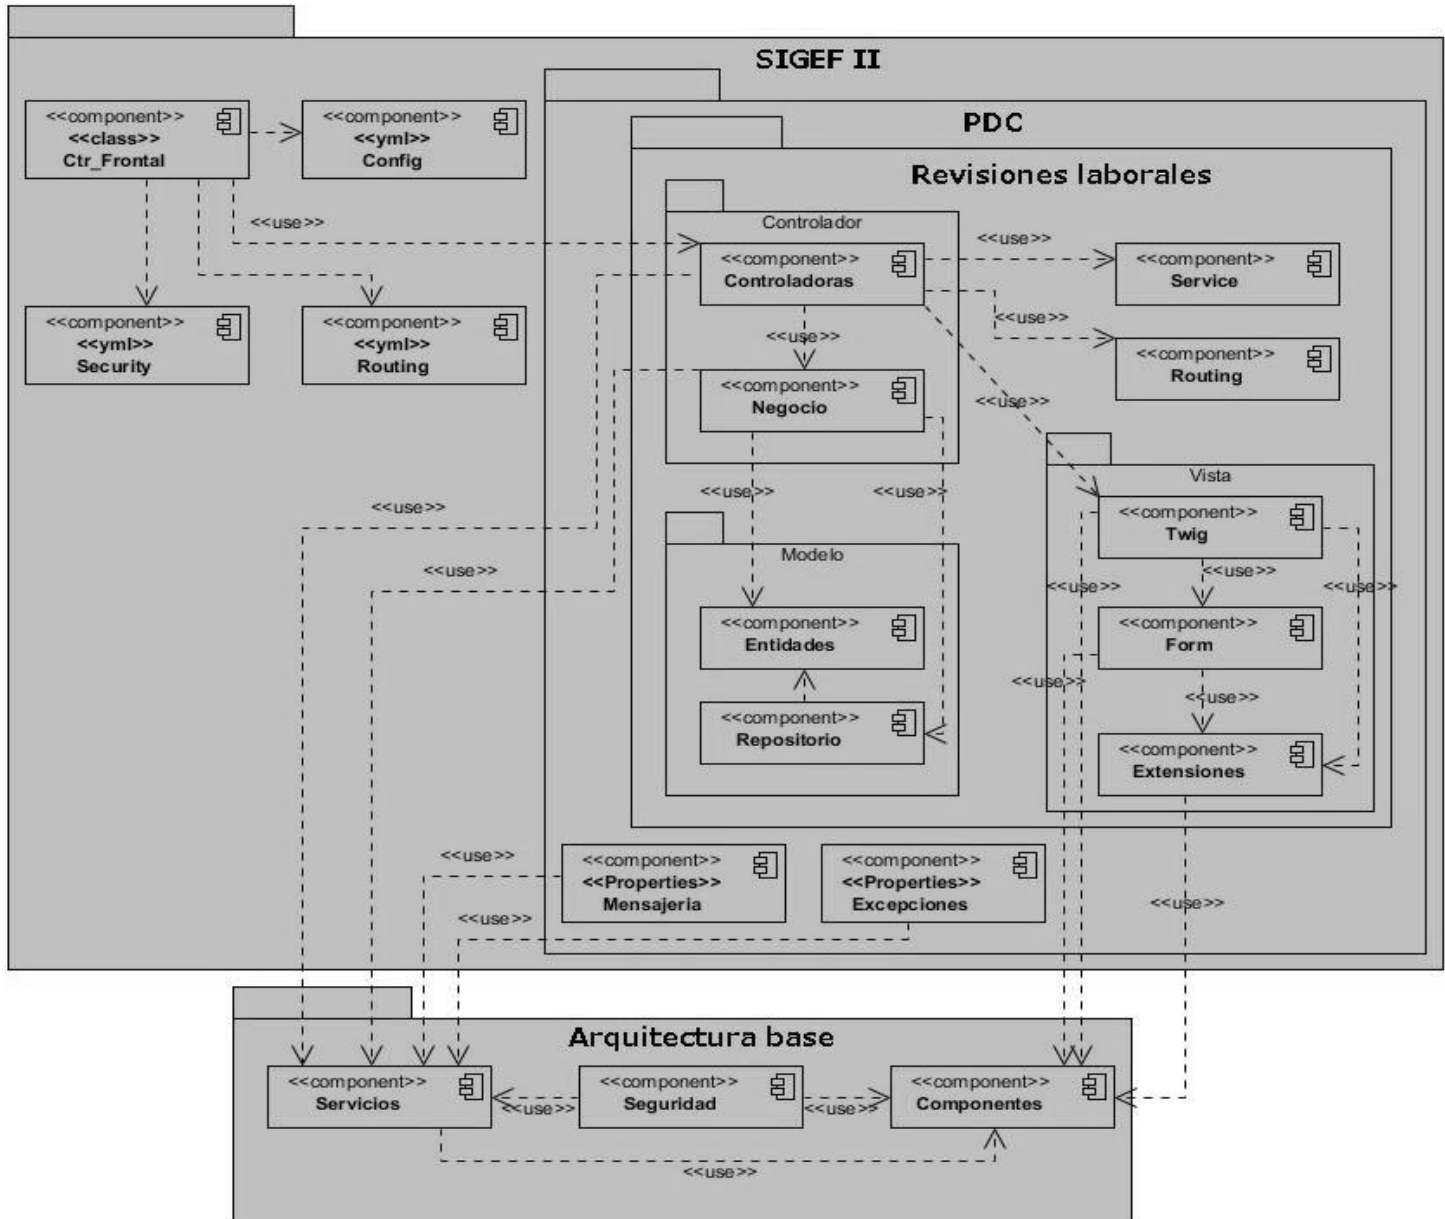 SIGEF II
<<component>>
<<class>>
Ctr_Frontal
<<component>>
<<yml>>
Config
<<use>>
<<component>>
<<yml>>
Security
<<component>>
<<yml>>
Routing
PDC
Revisiones laborales
Controlador
<<component>>
Controladoras
<<use>>
<<component>>
Service
<<use>>
<<component>>
Routing
<<use>>
<<component>>
Negocio
<<use>>
<<use>>
<<use>>
<<use>>
<<use>>
Modelo
<<component>>
Entidades
<<component>>
Repositorio
Vista
<<component>>
Twig
<<use>>
<<use>>
<<use>>
<<component>>
Form
<<use>>
<<use>>
<<component>>
Extensiones
<<use>>
<<component>>
<<Properties>>
Mensajeria
<<component>>
<<Properties>>
Excepciones
<<use>>
<<use>>
Arquitectura base
<<component>>
Servicios
<<use>>
<<component>>
Seguridad
<<use>>
<<component>>
Componentes
<<use>>